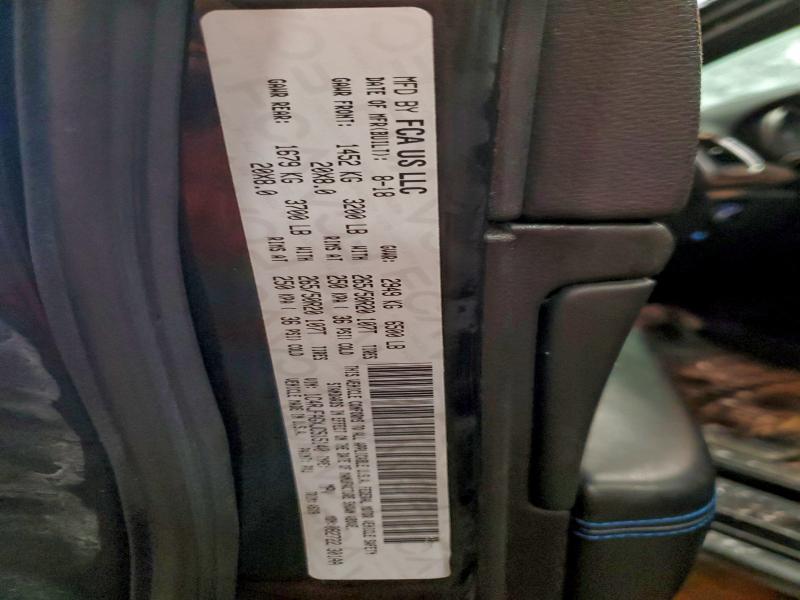 MFD BY FCA US LLC
DATE OF MFR(BUILT): 8-18 GVWR: 2949 KG 6500 LB
GAWR FRONT: 1452 KG 3200 LB WITH 265/50R20 107T TIRES
20X8.0 RIMS AT 250 KPA/ 36 PSI COLD
GAWR REAR: 1679 KG 3700 LB WITH 265/50R20 107T TIRES
20X8.0 RIMS AT 250 KPA / 36 PSI COLD
THIS VEHICLE CONFORMS TO ALL APPLICABLE U.S.A. FEDERAL MOTOR VEHICLE SAFETY
STANDARDS IN EFFECT ON THE DATE OF MANUFACTURE SHOWN ABOVE.
VIN: TYPE:
VEHICLE MADE IN U.S.A. PAINT: